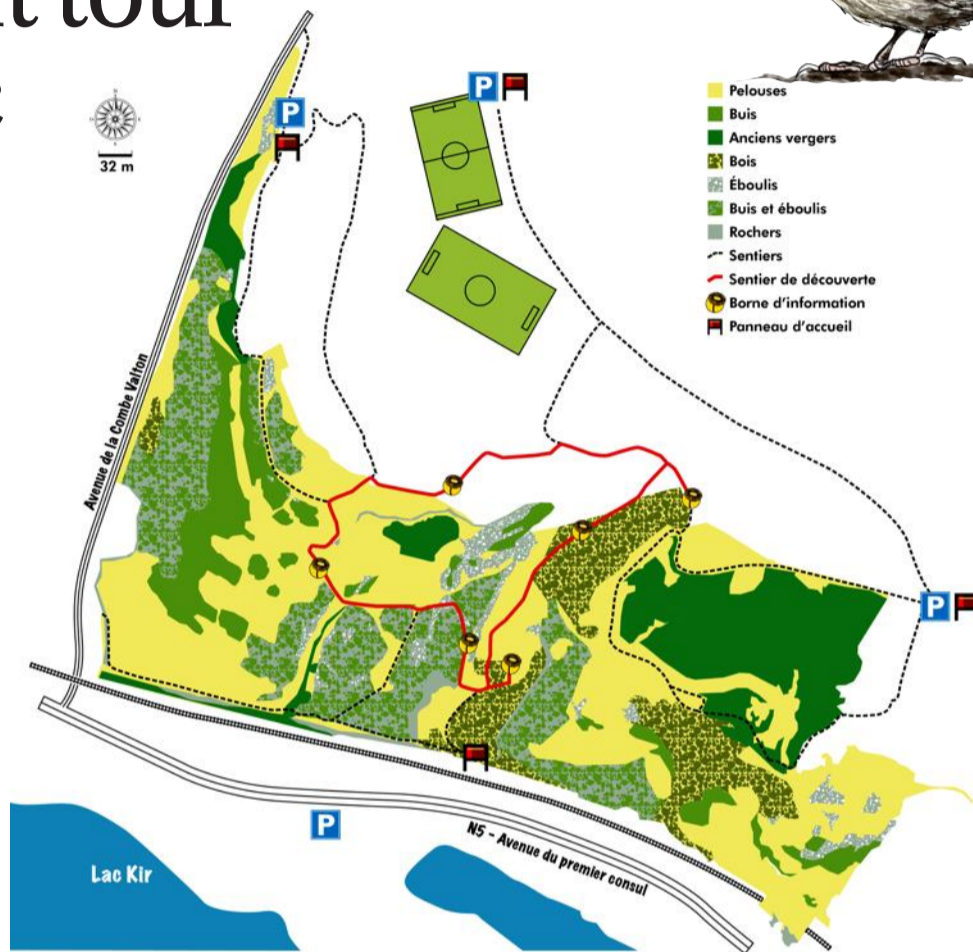 t tour
P
P
32 m
Pelouses
Buis
Anciens vergers
Bois
Éboulis
Buis et éboulis
Rochers
Sentiers
Sentier de découverte
Borne d'information
Panneau d'accueil
Avenue de la Combe Valton
P
P
N5 - Avenue du premier consul
Lac Kir